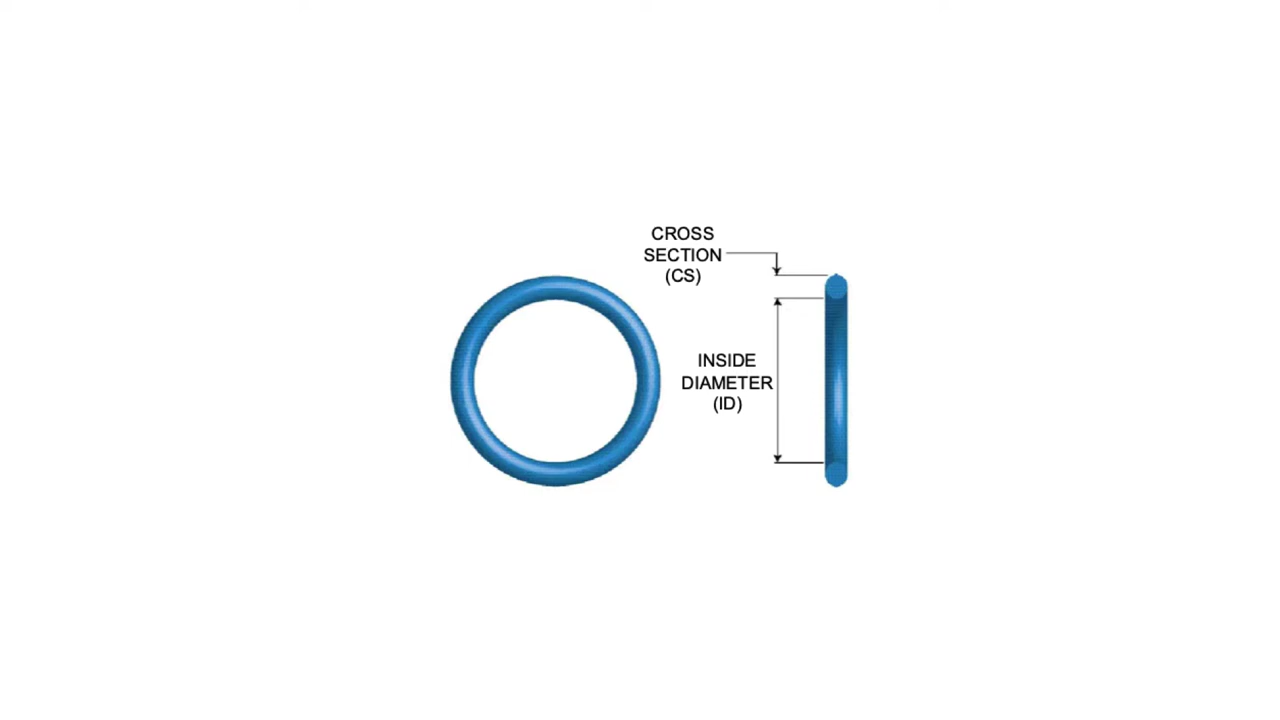 CROSS
SECTION
(CS)
INSIDE
DIAMETER
(ID)